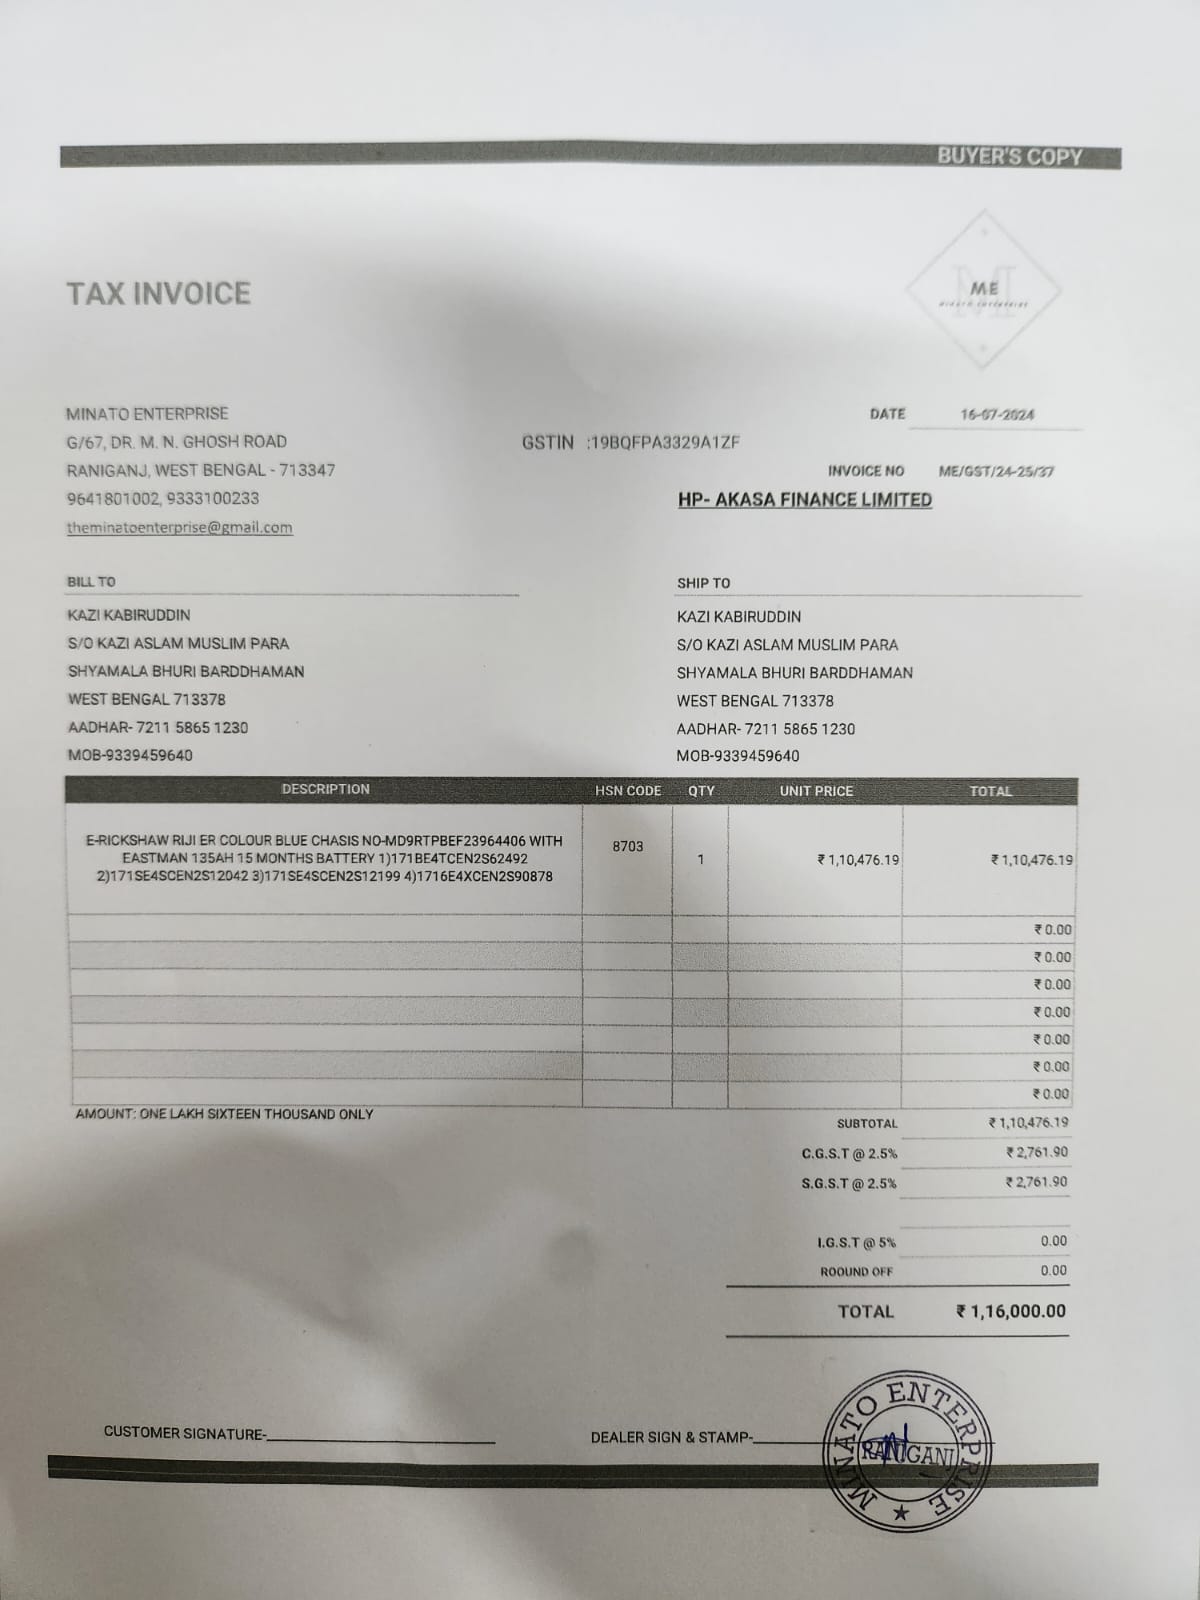 BUYER'S COPY
TAX INVOICE
ME
MINATO ENTERPRISE
MINATO ENTERPRISE
G/67, DR. M. N. GHOSH ROAD
RANIGANJ, WEST BENGAL - 713347
9641801002, 9333100233
theminatoenterprise@gmail.com
GSTIN :19BQFPA3329A1ZF
DATE 16-07-2024
INVOICE NO ME/GST/24-25/37
HP- AKASA FINANCE LIMITED
BILL TO
KAZI KABIRUDDIN
S/O KAZI ASLAM MUSLIM PARA
SHYAMALA BHURI BARDDHAMAN
WEST BENGAL 713378
AADHAR- 7211 5865 1230
MOB-9339459640
SHIP TO
KAZI KABIRUDDIN
S/O KAZI ASLAM MUSLIM PARA
SHYAMALA BHURI BARDDHAMAN
WEST BENGAL 713378
AADHAR- 7211 5865 1230
MOB-9339459640
DESCRIPTION HSN CODE QTY UNIT PRICE TOTAL
E-RICKSHAW RIJI ER COLOUR BLUE CHASIS NO-MD9RTPBEF23964406 WITH
EASTMAN 135AH 15 MONTHS BATTERY 1)171BE4TCEN2S62492
2)171SE4SCEN2S12042 3)171SE4SCEN2S12199 4)1716E4XCEN2S90878
8703 1 ₹ 1,10,476.19 ₹ 1,10,476.19
₹ 0.00
₹ 0.00
₹ 0.00
₹ 0.00
₹ 0.00
₹ 0.00
₹ 0.00
AMOUNT: ONE LAKH SIXTEEN THOUSAND ONLY
SUBTOTAL ₹ 1,10,476.19
C.G.S.T @ 2.5% ₹ 2,761.90
S.G.S.T @ 2.5% ₹ 2,761.90
I.G.S.T @ 5% 0.00
ROOUND OFF 0.00
TOTAL ₹ 1,16,000.00
CUSTOMER SIGNATURE-
DEALER SIGN & STAMP-
MINATO ENTERPRISE
RANIGANJ